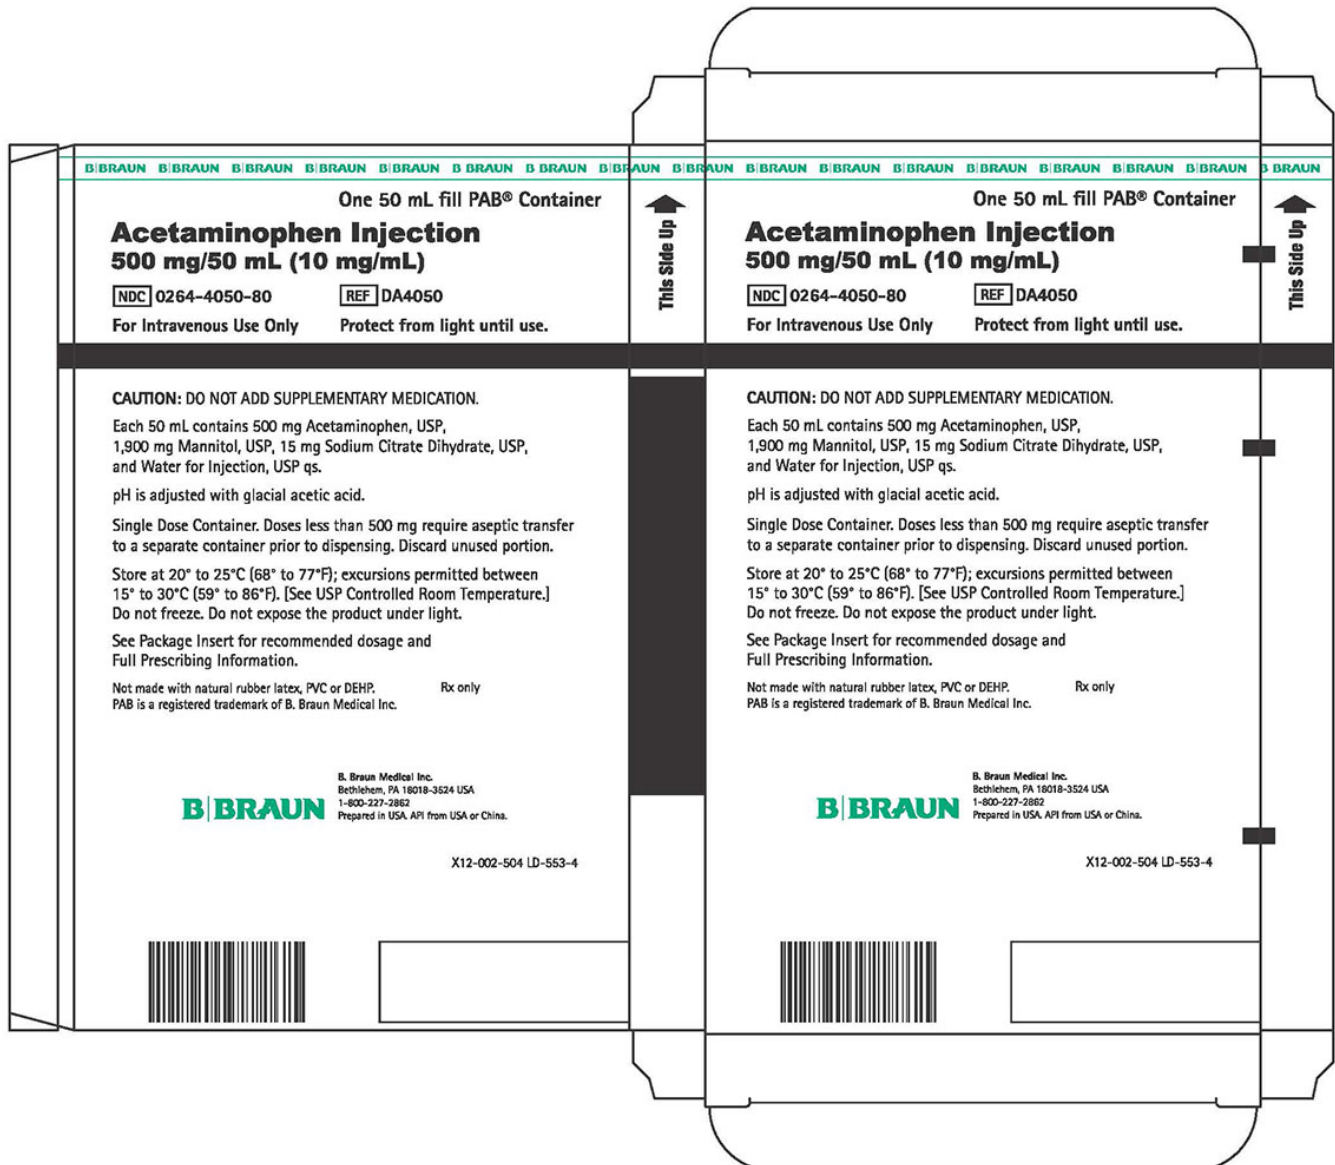 B|BRAUN B|BRAUN B|BRAUN B|BRAUN B|BRAUN B BRAUN B BRAUN B|BRAUN B|BRAUN B|BRAUN B|BRAUN B|BRAUN B|BRAUN B|BRAUN B|BRAUN B|BRAUN B BRAUN
One 50 mL fill PAB® Container
Acetaminophen Injection
500 mg/50 mL (10 mg/mL)
NDC 0264-4050-80 REF DA4050
For Intravenous Use Only Protect from light until use.
CAUTION: DO NOT ADD SUPPLEMENTARY MEDICATION.
Each 50 mL contains 500 mg Acetaminophen, USP,
1,900 mg Mannitol, USP, 15 mg Sodium Citrate Dihydrate, USP,
and Water for Injection, USP qs.
pH is adjusted with glacial acetic acid.
Single Dose Container. Doses less than 500 mg require aseptic transfer
to a separate container prior to dispensing. Discard unused portion.
Store at 20° to 25°C (68° to 77°F); excursions permitted between
15° to 30°C (59° to 86°F). [See USP Controlled Room Temperature.]
Do not freeze. Do not expose the product under light.
See Package Insert for recommended dosage and
Full Prescribing Information.
Not made with natural rubber latex, PVC or DEHP. Rx only
PAB is a registered trademark of B. Braun Medical Inc.
B|BRAUN
B. Braun Medical Inc.
Bethlehem, PA 18018-3524 USA
1-800-227-2862
Prepared in USA. API from USA or China.
X12-002-504 LD-553-4
This Side Up
One 50 mL fill PAB® Container
Acetaminophen Injection
500 mg/50 mL (10 mg/mL)
NDC 0264-4050-80 REF DA4050
For Intravenous Use Only Protect from light until use.
CAUTION: DO NOT ADD SUPPLEMENTARY MEDICATION.
Each 50 mL contains 500 mg Acetaminophen, USP,
1,900 mg Mannitol, USP, 15 mg Sodium Citrate Dihydrate, USP,
and Water for Injection, USP qs.
pH is adjusted with glacial acetic acid.
Single Dose Container. Doses less than 500 mg require aseptic transfer
to a separate container prior to dispensing. Discard unused portion.
Store at 20° to 25°C (68° to 77°F); excursions permitted between
15° to 30°C (59° to 86°F). [See USP Controlled Room Temperature.]
Do not freeze. Do not expose the product under light.
See Package Insert for recommended dosage and
Full Prescribing Information.
Not made with natural rubber latex, PVC or DEHP. Rx only
PAB is a registered trademark of B. Braun Medical Inc.
B|BRAUN
B. Braun Medical Inc.
Bethlehem, PA 18018-3524 USA
1-800-227-2862
Prepared in USA. API from USA or China.
X12-002-504 LD-553-4
This Side Up